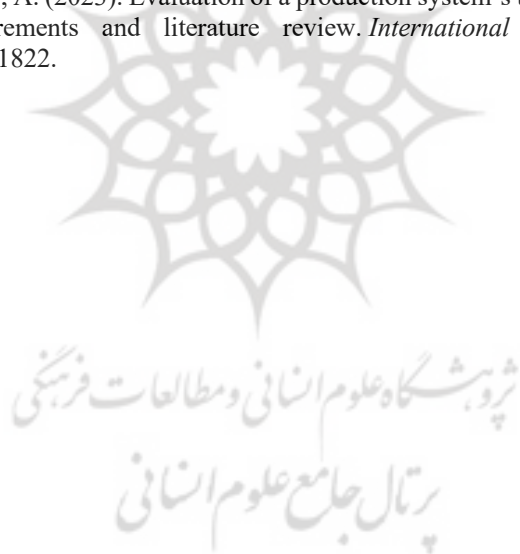 , A. (2023). Evaluation of a production system's
rements and literature review. International
1822.
پژوهشگاه علوم انسانی و مطالعات فرهنگی
پرتال جامع علوم انسانی